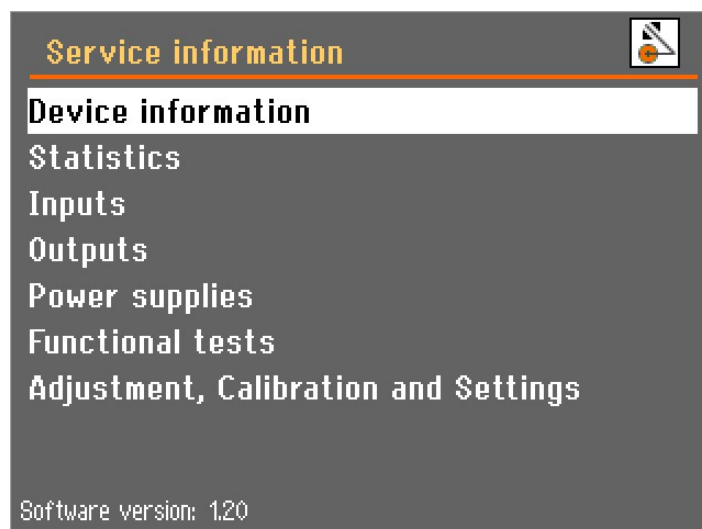 Service information
Device information
Statistics
Inputs
Outputs
Power supplies
Functional tests
Adjustment, Calibration and Settings
Software version: 1.20